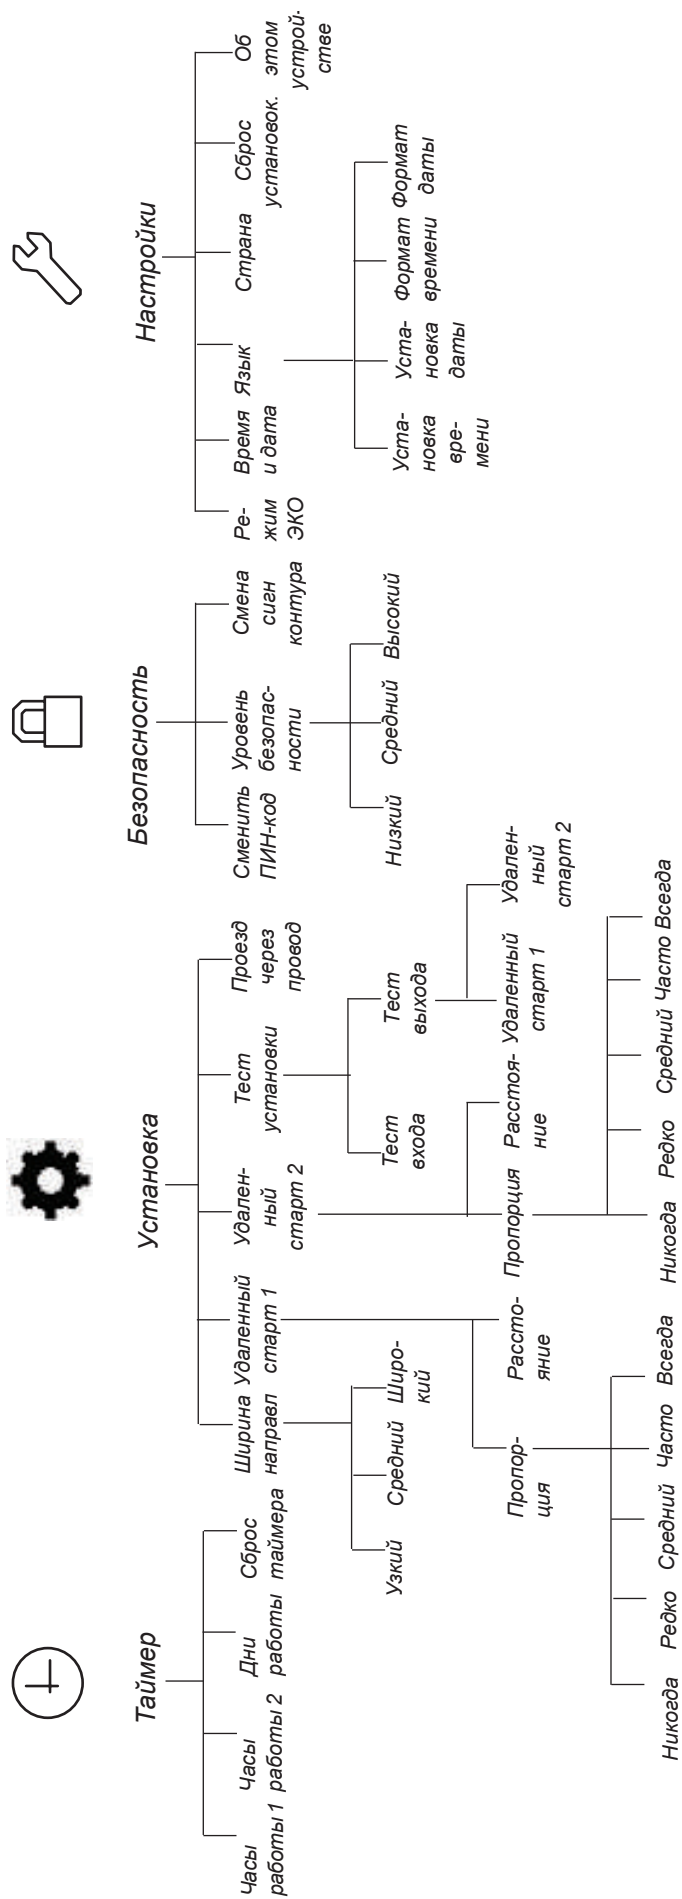 Таймер
Часы
работы 1
Часы
работы 2
Дни
работы
Сброс
таймера
Установка
Ширина
направл
Удаленный
старт 1
Удален-
ный
старт 2
Тест
установки
Проезд
через
провод
Узкий
Средний
Широ-
кий
Тест
входа
Тест
выхода
Пропор-
ция
Рассто-
яние
Пропорция
Расстоя-
ние
Удаленный
старт 1
Удален-
ный
старт 2
Никогда
Редко
Средний
Часто
Всегда
Никогда
Редко
Средний
Часто
Всегда
Безопасность
Сменить
ПИН-код
Уровень
безопас-
ности
Смена
сигн
контура
Низкий
Средний
Высокий
Настройки
Ре-
жим
ЭКО
Время
и дата
Язык
Страна
Сброс
установок.
Об
этом
устрой-
стве
Уста-
новка
вре-
мени
Уста-
новка
даты
Формат
времени
Формат
даты